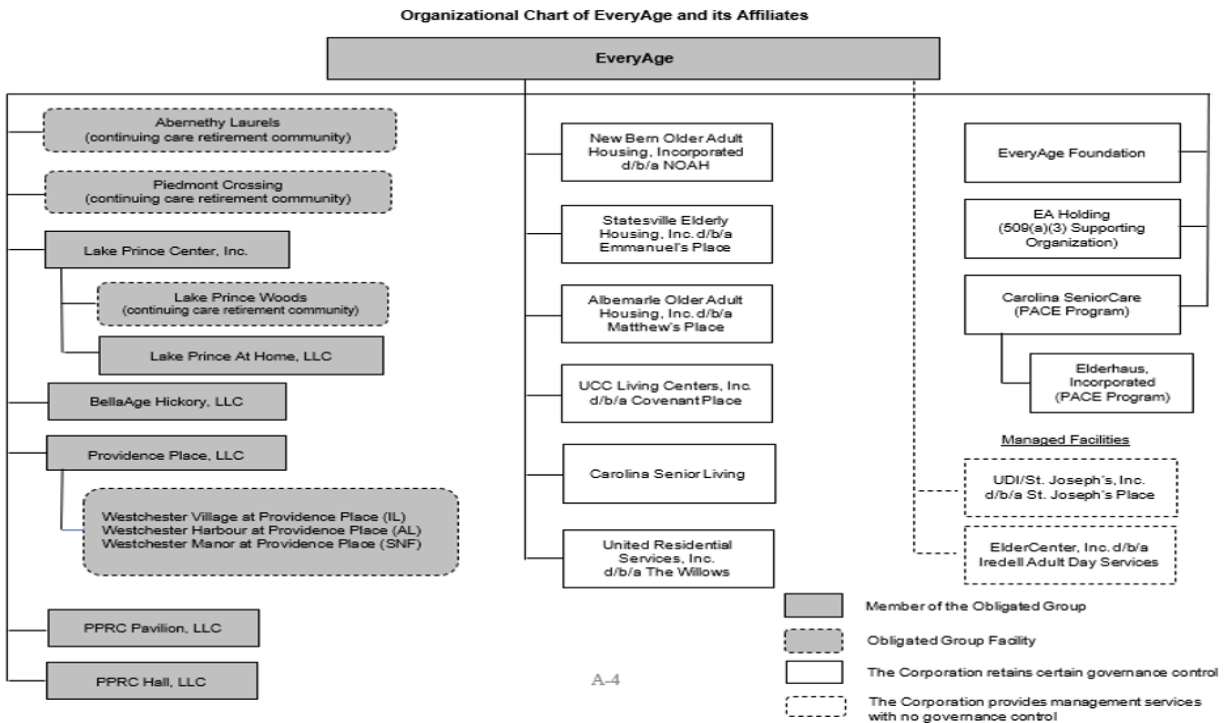 Organizational Chart of EveryAge and its Affiliates
EveryAge
Abernethy Laurels
(continuing care retirement community)
Piedmont Crossing
(continuing care retirement community)
Lake Prince Center, Inc.
Lake Prince Woods
(continuing care retirement community)
Lake Prince At Home, LLC
BellaAge Hickory, LLC
Providence Place, LLC
Westchester Village at Providence Place (IL)
Westchester Harbour at Providence Place (AL)
Westchester Manor at Providence Place (SNF)
PPRC Pavilion, LLC
PPRC Hall, LLC
New Bern Older Adult
Housing, Incorporated
d/b/a NOAH
Statesville Elderly
Housing, Inc. d/b/a
Emmanuel's Place
Albemarle Older Adult
Housing, Inc. d/b/a
Matthew's Place
UCC Living Centers, Inc.
d/b/a Covenant Place
Carolina Senior Living
United Residential
Services, Inc.
d/b/a The Willows
EveryAge Foundation
EA Holding
(509(a)(3) Supporting
Organization)
Carolina SeniorCare
(PACE Program)
Elderhaus,
Incorporated
(PACE Program)
Managed Facilities
UDI/St. Joseph's, Inc.
d/b/a St. Joseph's Place
ElderCenter, Inc. d/b/a
Iredell Adult Day Services
Member of the Obligated Group
Obligated Group Facility
The Corporation retains certain governance control
The Corporation provides management services
with no governance control
A-4